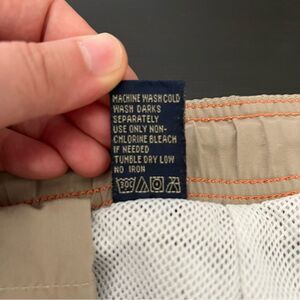 MACHINE WASH COLD
WASH DARKS
SEPARATELY
USE ONLY NON-
CHLORINE BLEACH
IF NEEDED
TUMBLE DRY LOW
NO IRON